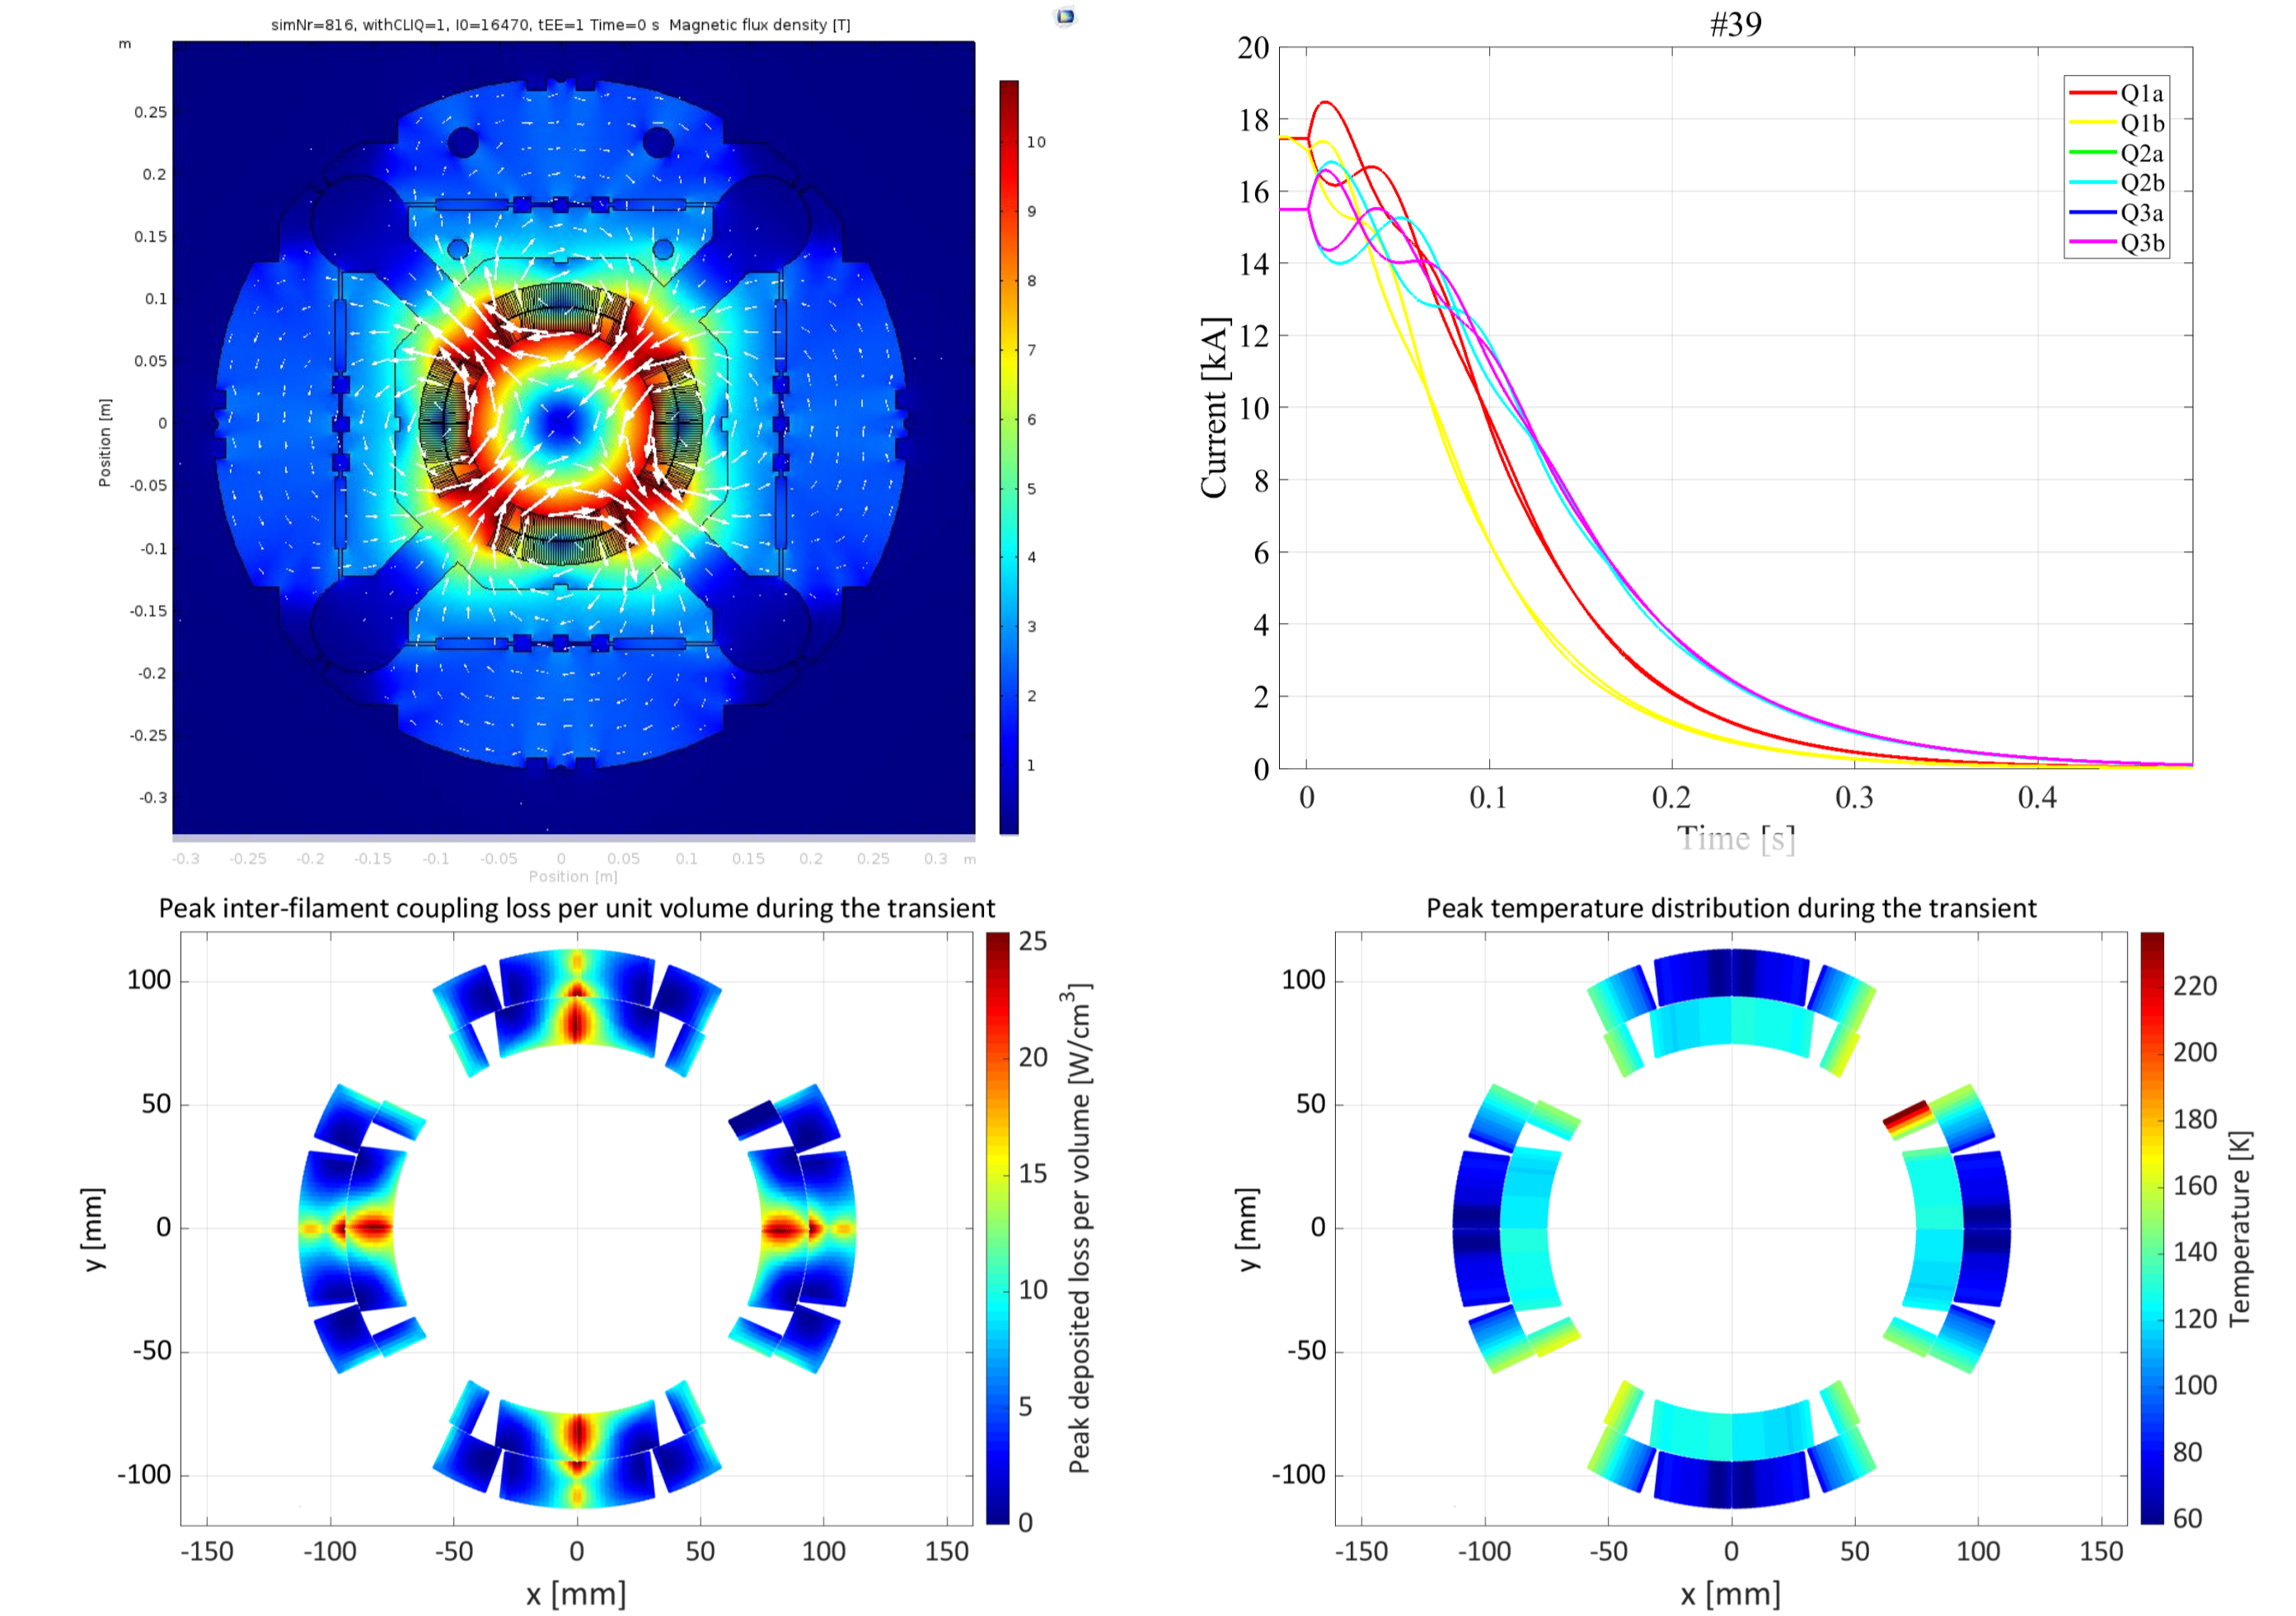 simNr=816, withCLIQ=1, I0=16470, tEE=1 Time=0 s  Magnetic flux density [T]
m
0.25
0.2
0.15
0.1
0.05
0
-0.05
-0.1
-0.15
-0.2
-0.25
-0.3
Position [m]
10
9
8
7
6
5
4
3
2
1
-0.3 -0.25 -0.2 -0.15 -0.1 -0.05 0 0.05 0.1 0.15 0.2 0.25 0.3 m
Position [m]
#39
20
18
16
14
12
10
8
6
4
2
0
Current [kA]
Q1a
Q1b
Q2a
Q2b
Q3a
Q3b
0 0.1 0.2 0.3 0.4
Time [s]
Peak inter-filament coupling loss per unit volume during the transient
100
50
0
-50
-100
y [mm]
-150 -100 -50 0 50 100 150
x [mm]
25
20
15
10
5
0
Peak deposited loss per volume [W/cm³]
Peak temperature distribution during the transient
100
50
0
-50
-100
y [mm]
-150 -100 -50 0 50 100 150
x [mm]
220
200
180
160
140
120
100
80
60
Temperature [K]